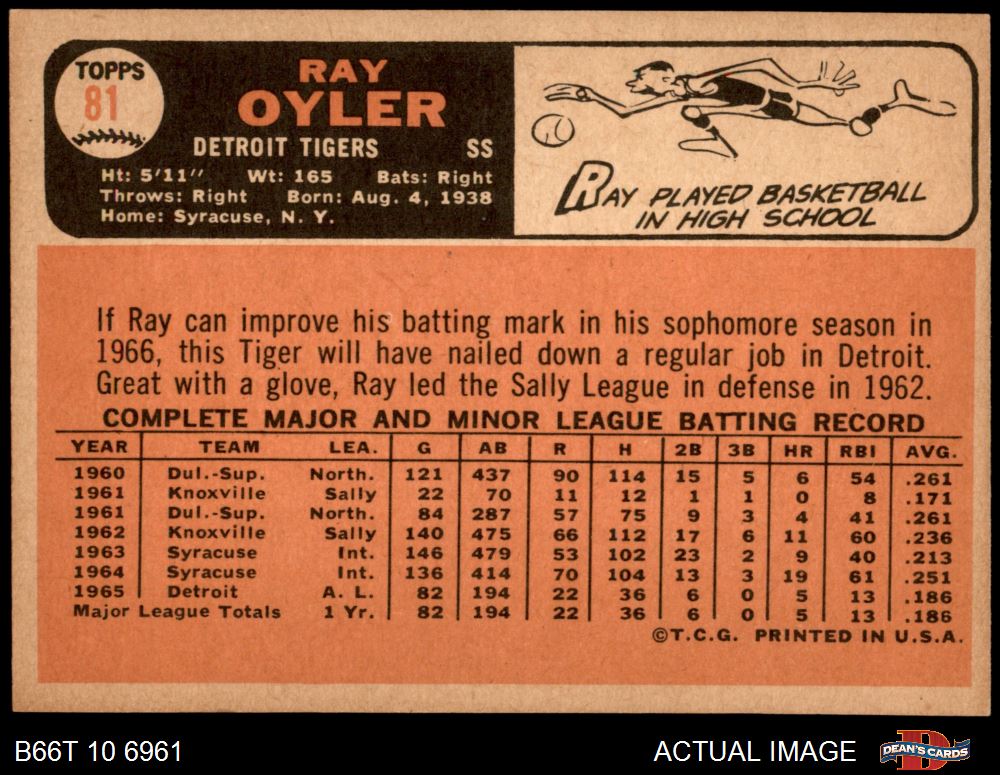 TOPPS
81
RAY
OYLER
DETROIT TIGERS SS
Ht: 5'11" Wt: 165 Bats: Right
Throws: Right Born: Aug. 4, 1938
Home: Syracuse, N. Y.
RAY PLAYED BASKETBALL
IN HIGH SCHOOL
If Ray can improve his batting mark in his sophomore season in
1966, this Tiger will have nailed down a regular job in Detroit.
Great with a glove, Ray led the Sally League in defense in 1962.
COMPLETE MAJOR AND MINOR LEAGUE BATTING RECORD
YEAR TEAM LEA. G AB R H 2B 3B HR RBI AVG.
1960 Dul.-Sup. North. 121 437 90 114 15 5 6 54 .261
1961 Knoxville Sally 22 70 11 12 1 1 0 8 .171
1961 Dul.-Sup. North. 84 287 57 75 9 3 4 41 .261
1962 Knoxville Sally 140 475 66 112 17 6 11 60 .236
1963 Syracuse Int. 146 479 53 102 23 2 9 40 .213
1964 Syracuse Int. 136 414 70 104 13 3 19 61 .251
1965 Detroit A. L. 82 194 22 36 6 0 5 13 .186
Major League Totals 1 Yr. 82 194 22 36 6 0 5 13 .186
©T.C.G. PRINTED IN U.S.A.
B66T 10 6961 ACTUAL IMAGE DEAN'S CARDS